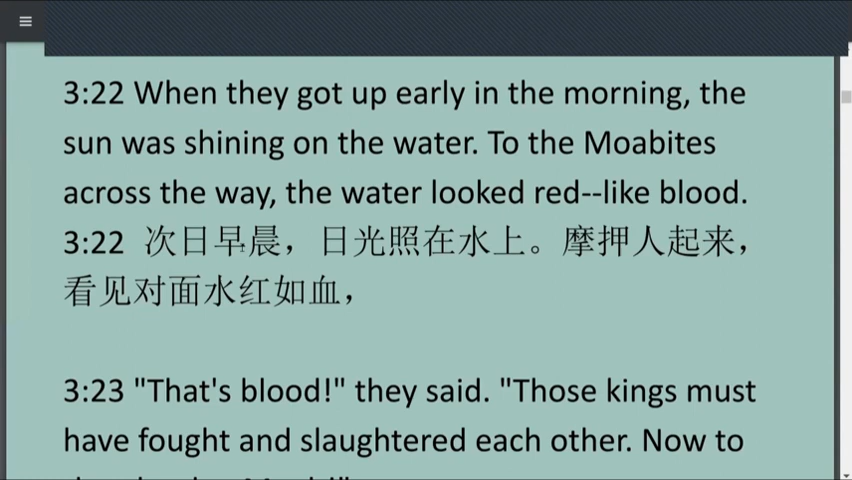 3:22 When they got up early in the morning, the
sun was shining on the water. To the Moabites
across the way, the water looked red--like blood.
3:22 次日早晨，日光照在水上。摩押人起来，
看见对面水红如血，
3:23 "That's blood!" they said. "Those kings must
have fought and slaughtered each other. Now to